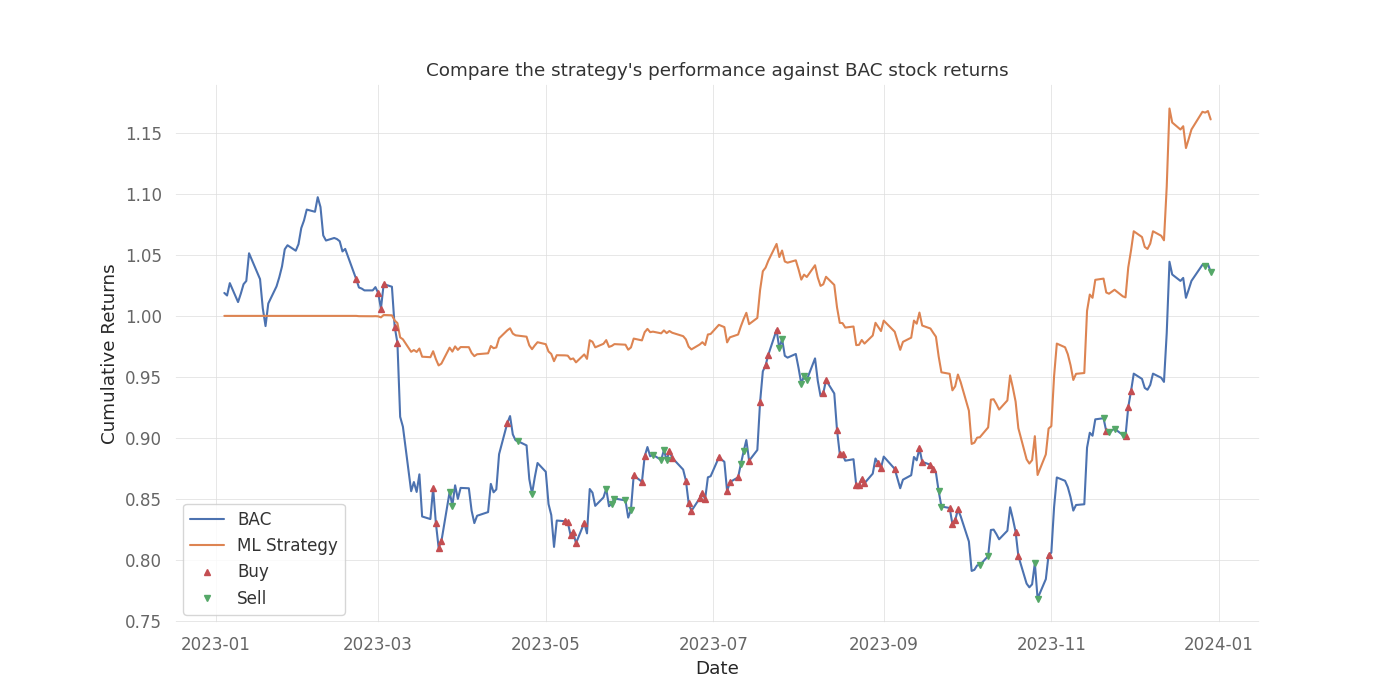 Compare the strategy's performance against BAC stock returns
Cumulative Returns
1.15
1.10
1.05
1.00
0.95
0.90
0.85
0.80
0.75
BAC
ML Strategy
Buy
Sell
2023-01 2023-03 2023-05 2023-07 2023-09 2023-11 2024-01
Date